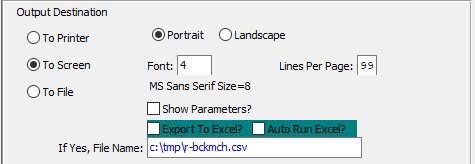 Output Destination
To Printer
Portrait Landscape
To Screen
Font: 4 Lines Per Page: 99
To File
MS Sans Serif Size=8
Show Parameters?
Export To Excel? Auto Run Excel?
If Yes, File Name: c:\tmp\r-bckmch.csv